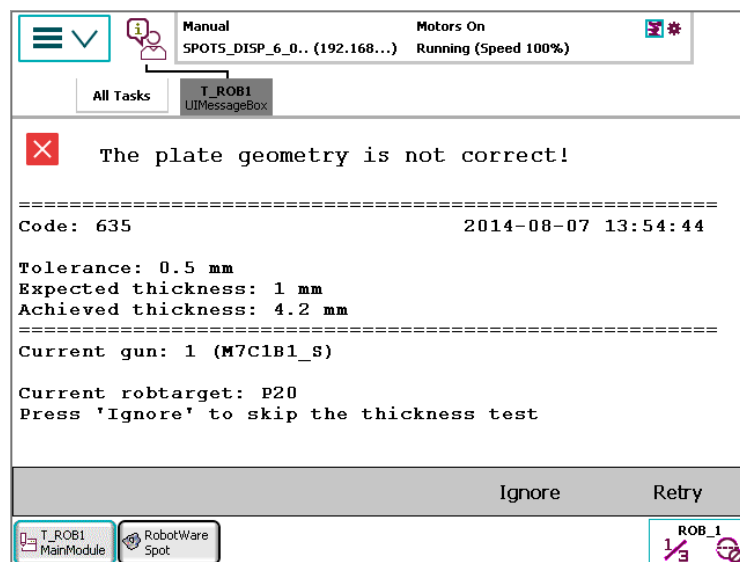 Manual
SPOTS_DISP_6_0.. (192.168...)
Motors On
Running (Speed 100%)
All Tasks
T_ROB1
UIMessageBox
The plate geometry is not correct!
=======================================================
Code: 635 2014-08-07 13:54:44
Tolerance: 0.5 mm
Expected thickness: 1 mm
Achieved thickness: 4.2 mm
=======================================================
Current gun: 1 (M7C1B1_S)
Current robtarget: P20
Press 'Ignore' to skip the thickness test
Ignore Retry
T_ROB1
MainModule
RobotWare
Spot
ROB_1
1/3